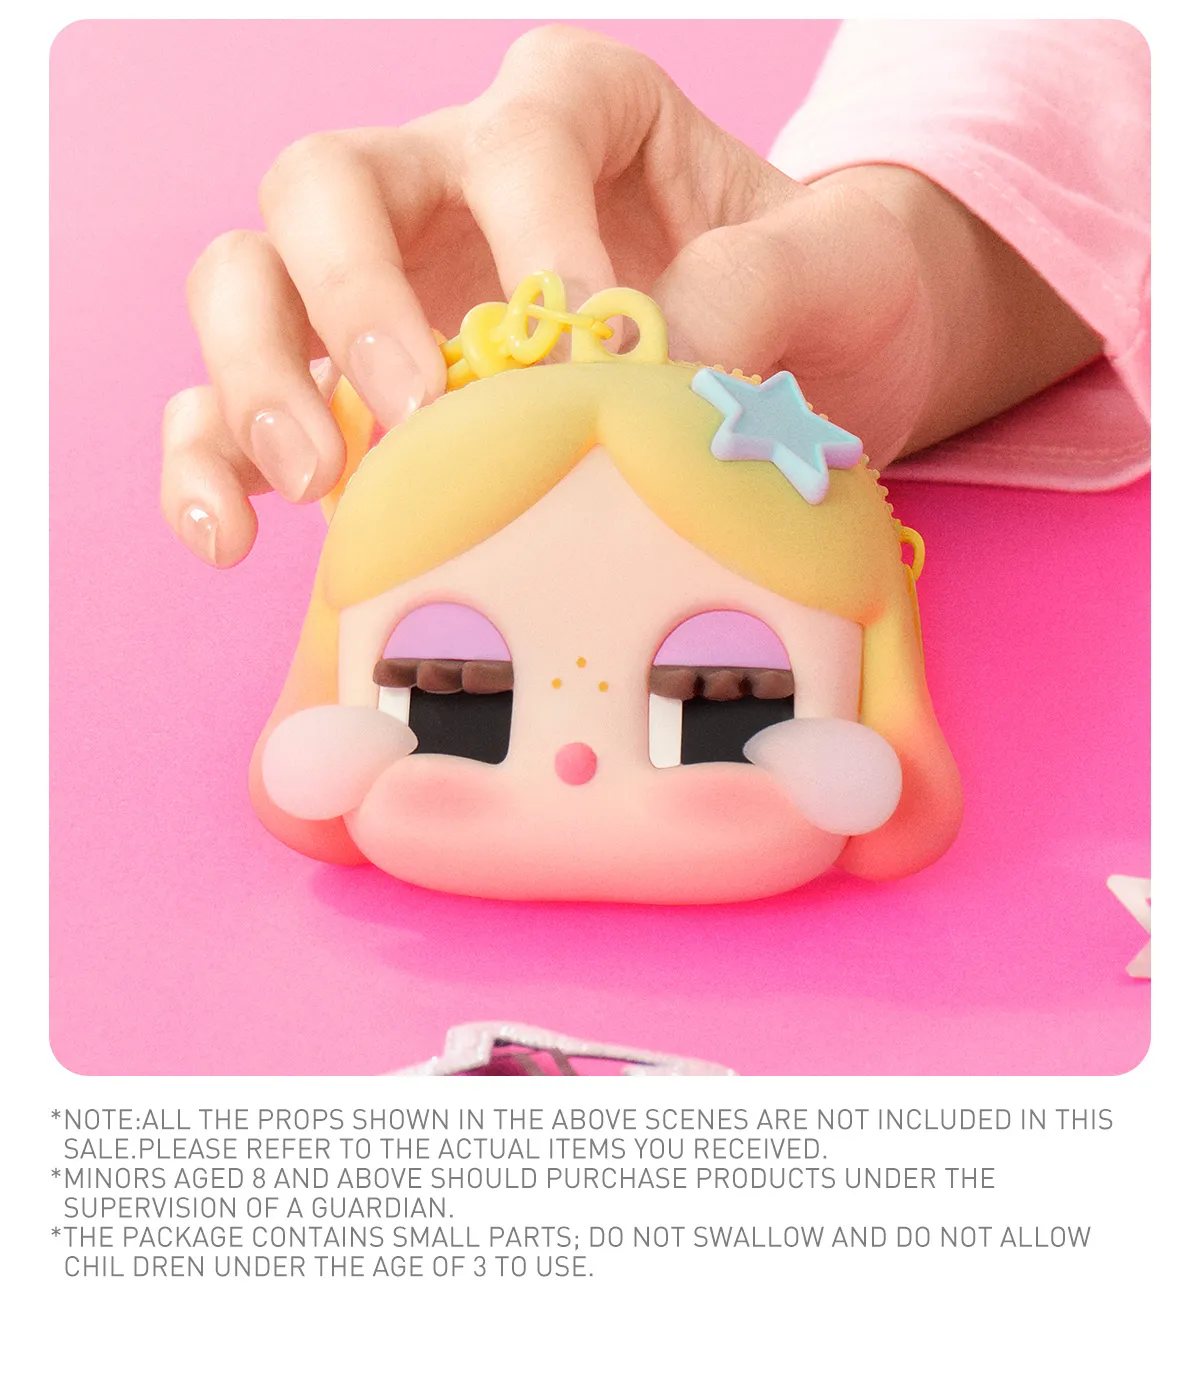 *NOTE:ALL THE PROPS SHOWN IN THE ABOVE SCENES ARE NOT INCLUDED IN THIS
SALE.PLEASE REFER TO THE ACTUAL ITEMS YOU RECEIVED.
*MINORS AGED 8 AND ABOVE SHOULD PURCHASE PRODUCTS UNDER THE
SUPERVISION OF A GUARDIAN.
*THE PACKAGE CONTAINS SMALL PARTS; DO NOT SWALLOW AND DO NOT ALLOW
CHIL DREN UNDER THE AGE OF 3 TO USE.